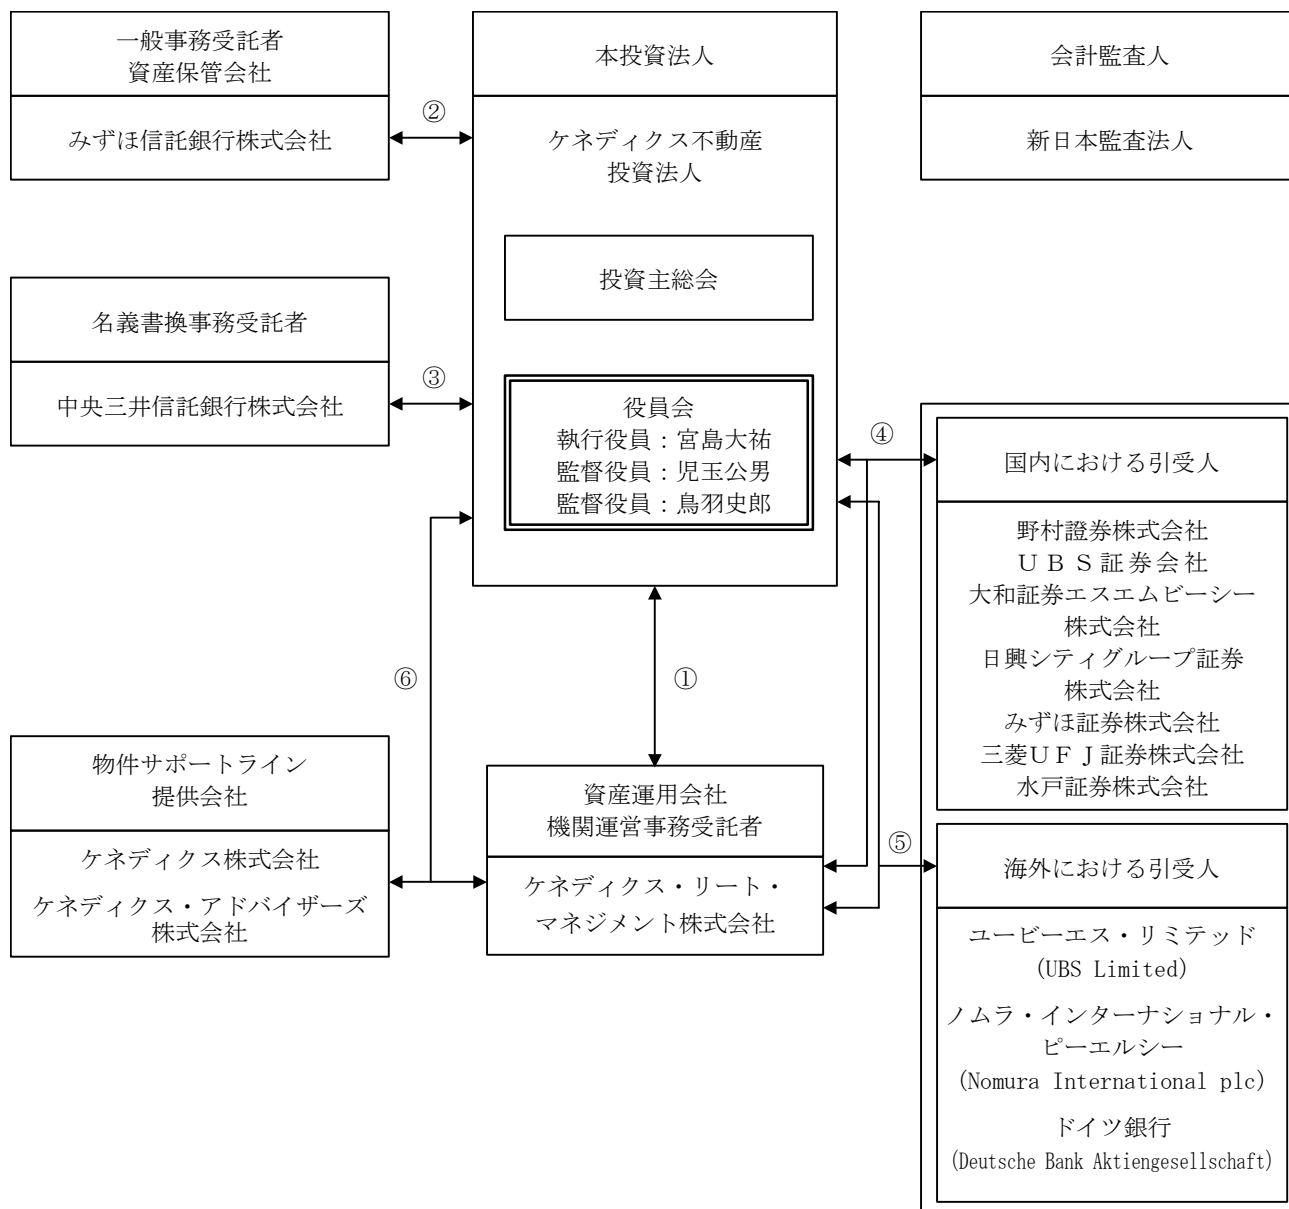 一般事務受託者
資産保管会社
みずほ信託銀行株式会社
②
本投資法人
ケネディクス不動産
投資法人
投資主総会
役員会
執行役員：宮島大祐
監督役員：児玉公男
監督役員：鳥羽史郎
会計監査人
新日本監査法人
名義書換事務受託者
中央三井信託銀行株式会社
③
④
国内における引受人
野村證券株式会社
ＵＢＳ証券会社
大和証券エスエムビーシー
株式会社
日興シティグループ証券
株式会社
みずほ証券株式会社
三菱ＵＦＪ証券株式会社
水戸証券株式会社
⑥
①
物件サポートライン
提供会社
ケネディクス株式会社
ケネディクス・アドバイザーズ
株式会社
資産運用会社
機関運営事務受託者
ケネディクス・リート・
マネジメント株式会社
⑤
海外における引受人
ユービーエス・リミテッド
(UBS Limited)
ノムラ・インターナショナル・
ピーエルシー
(Nomura International plc)
ドイツ銀行
(Deutsche Bank Aktiengesellschaft)